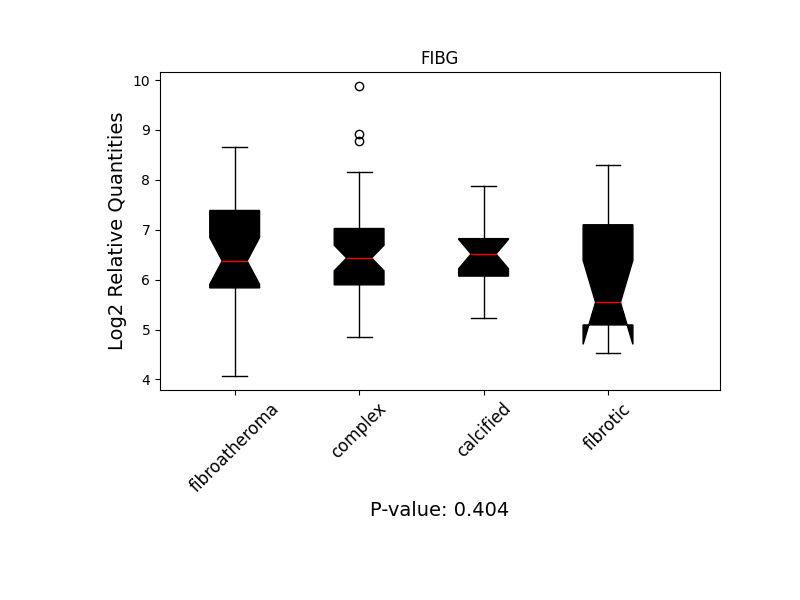 FIBG
Log2 Relative Quantities
10
9
8
7
6
5
4
fibroatheroma
complex
calcified
fibrotic
P-value: 0.404